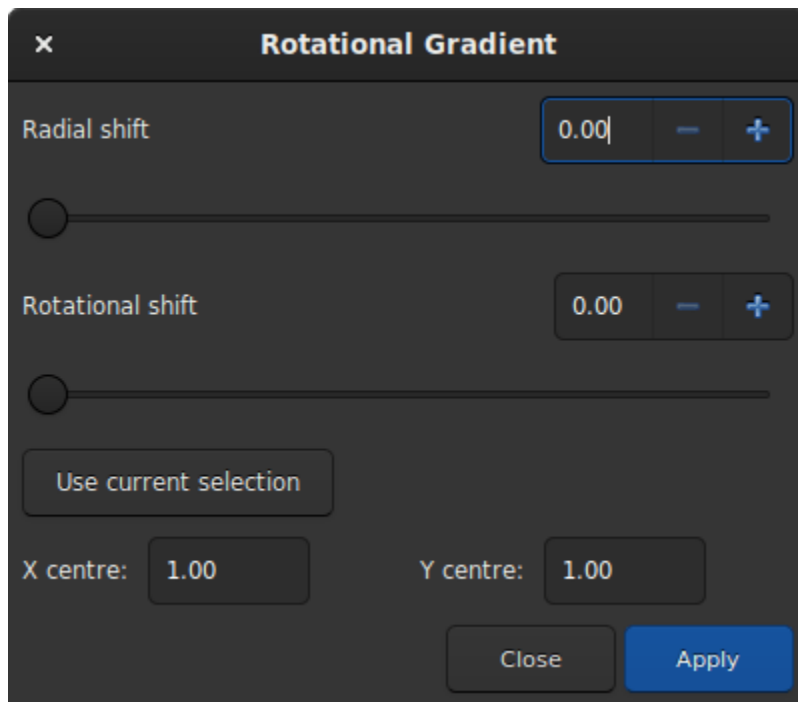 Rotational Gradient
Radial shift 0.00
Rotational shift 0.00
Use current selection
X centre: 1.00 Y centre: 1.00
Close Apply